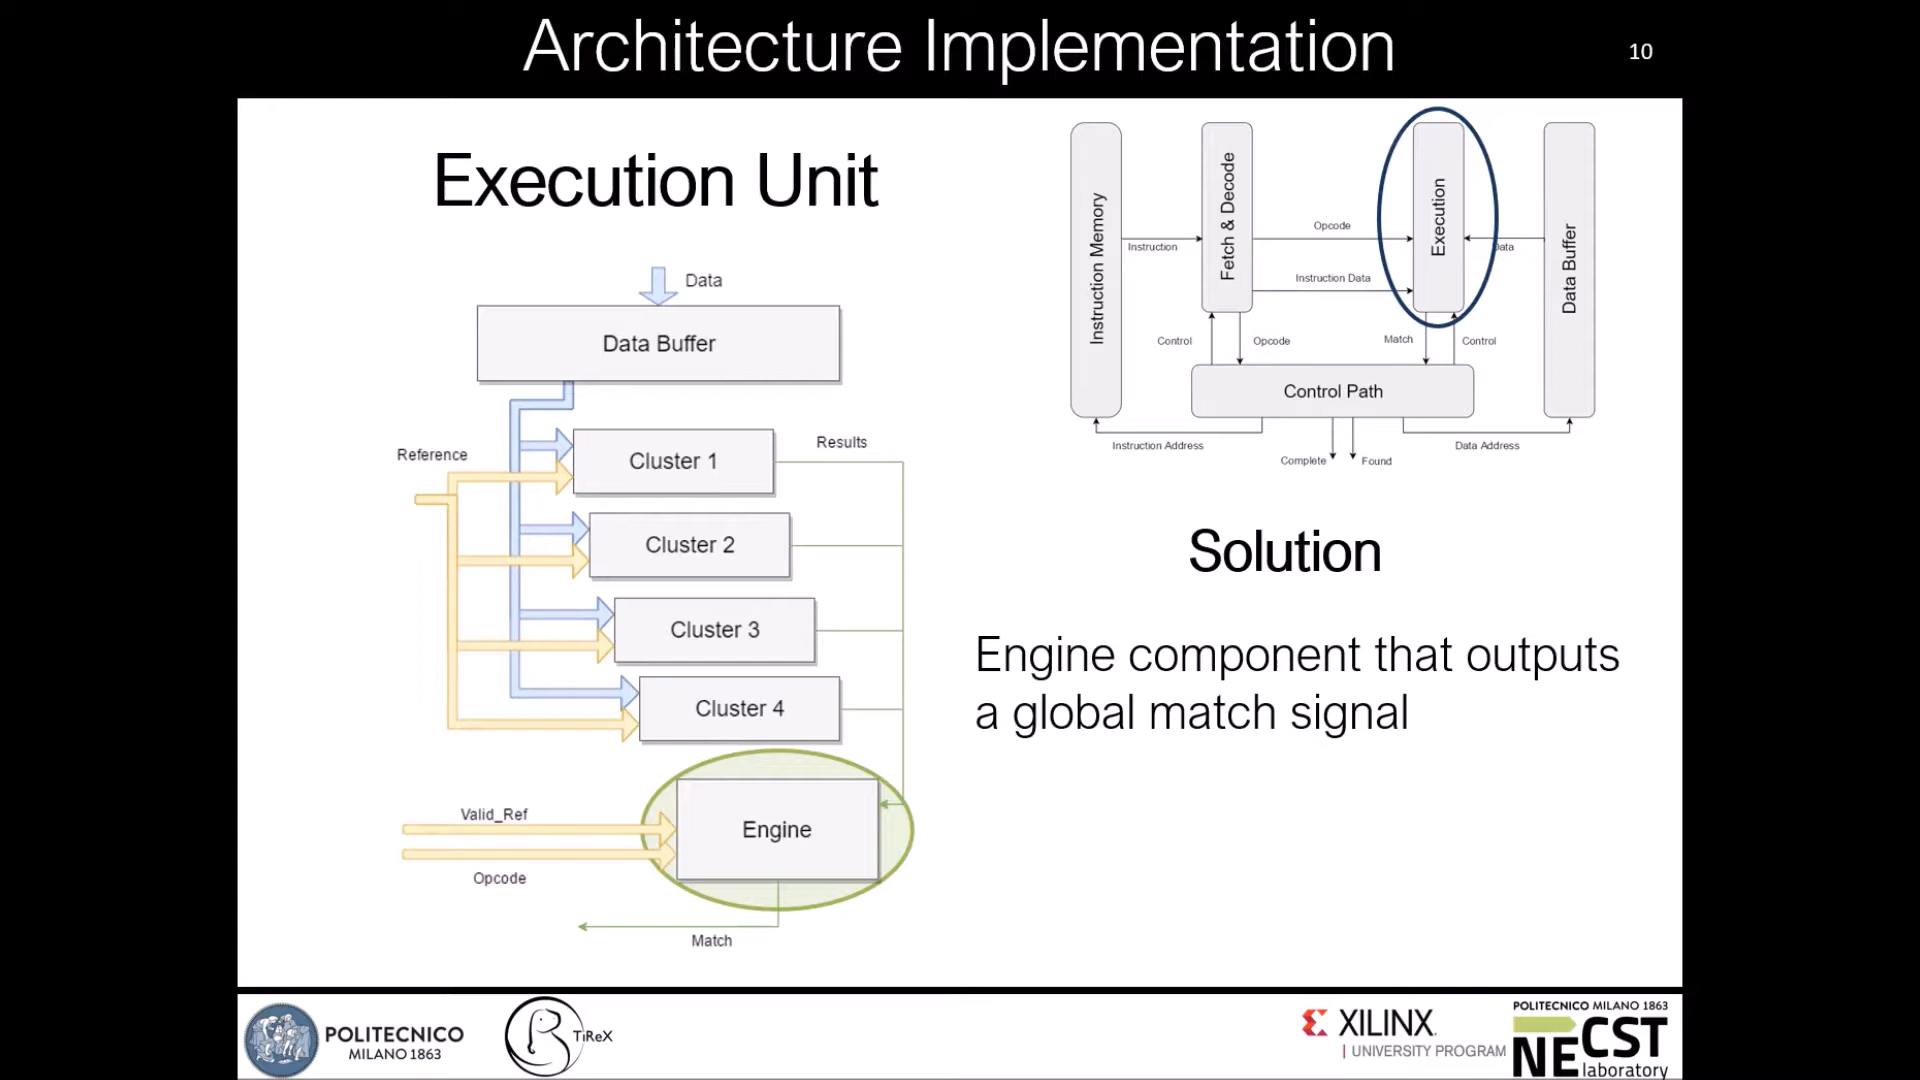 Architecture Implementation
10
Execution Unit
Data
Data Buffer
Reference
Results
Cluster 1
Cluster 2
Cluster 3
Cluster 4
Valid_Ref
Engine
Opcode
Match
Instruction Memory
Fetch & Decode
Execution
Data Buffer
Instruction
Opcode
Data
Instruction Data
Control
Opcode
Match
Control
Control Path
Instruction Address
Complete
Found
Data Address
Solution
Engine component that outputs
a global match signal
POLITECNICO
MILANO 1863
TiReX
XILINX
UNIVERSITY PROGRAM
POLITECNICO MILANO 1863
NECST
laboratory